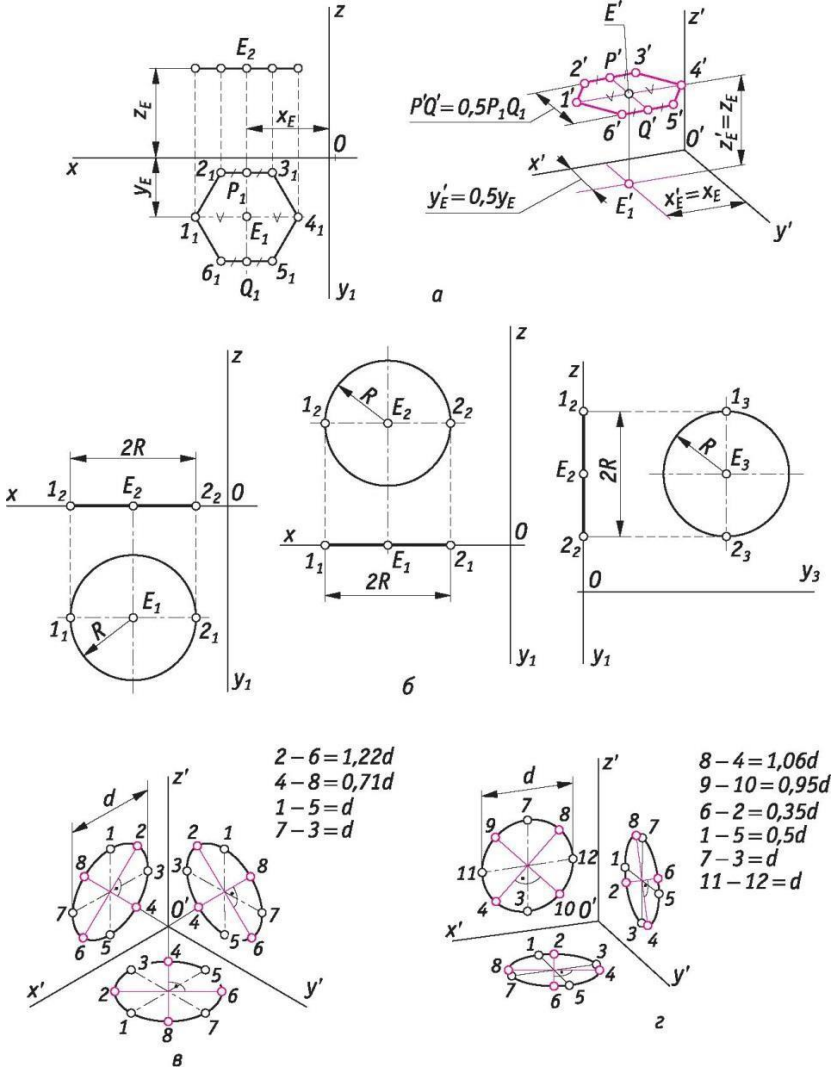 z
E₂
z_E
x_E
x
0
y_E
2₁
3₁
P₁
1₁
E₁
4₁
6₁
5₁
Q₁
y₁
E'
z'
2'
P'
3'
4'
1'
P'Q'=0,5P₁Q₁
6'
Q'
5'
z'_E=z_E
x'
0'
y'_E=0,5y_E
E'₁
x'_E=x_E
y'
а
z
2R
x
1₂
E₂
2₂
0
1₁
E₁
2₁
R
y₁
z
R
1₂
E₂
2₂
x
0
1₁
E₁
2₁
2R
y₁
z
1₂
1₃
R
E₂
2R
E₃
2₂
2₃
0
y₃
y₁
б
2 – 6 = 1,22d
4 – 8 = 0,71d
1 – 5 = d
7 – 3 = d
z'
d
1
2
8
3
7
4
6
5
2
1
8
3
7
4
5
6
0'
4
3
5
2
6
1
7
8
x'
y'
в
8 – 4 = 1,06d
9 – 10 = 0,95d
6 – 2 = 0,35d
1 – 5 = 0,5d
7 – 3 = d
11 – 12 = d
z'
d
7
8
9
12
11
4
3
10
8
7
1
6
2
5
3
4
0'
x'
1
2
3
8
4
7
6
5
y'
г